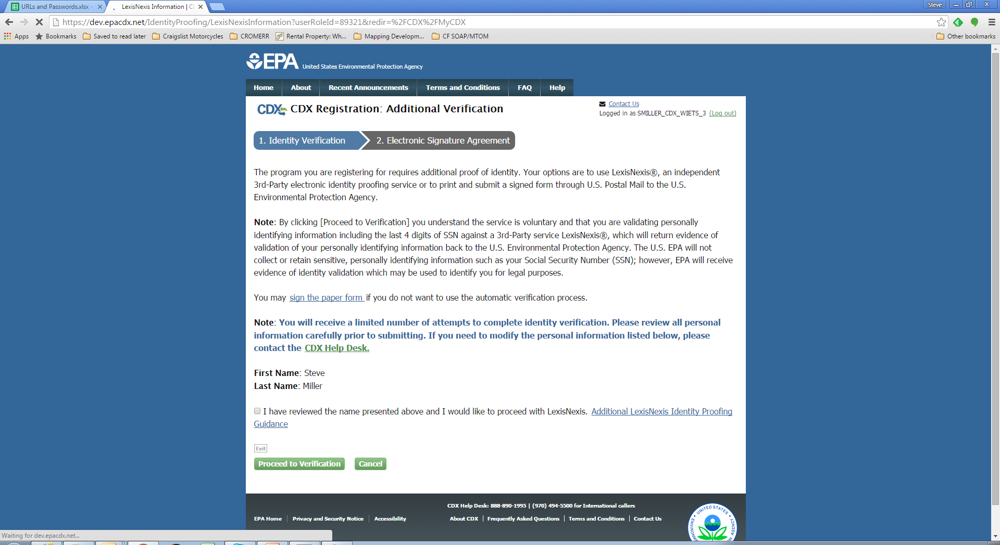 URLs and Passwords.xlsx -
LexisNexis Information | C
Steve
https://dev.epacdx.net/IdentityProofing/LexisNexisInformation?userRoleId=89321&redir=%2FCDX%2FMyCDX
Apps Bookmarks Saved to read later Craigslist Motorcycles CROMERR Rental Property: Wh... Mapping Developm... CF SOAP/MTOM Other bookmarks
EPA United States Environmental Protection Agency
Home About Recent Announcements Terms and Conditions FAQ Help
Contact Us
CDX CDX Registration: Additional Verification
Logged in as SMILLER_CDX_WIETS_3 (Log out)
1. Identity Verification 2. Electronic Signature Agreement
The program you are registering for requires additional proof of identity. Your options are to use LexisNexis®, an independent
3rd-Party electronic identity proofing service or to print and submit a signed form through U.S. Postal Mail to the U.S.
Environmental Protection Agency.
Note: By clicking [Proceed to Verification] you understand the service is voluntary and that you are validating personally
identifying information including the last 4 digits of SSN against a 3rd-Party service LexisNexis®, which will return evidence of
validation of your personally identifying information back to the U.S. Environmental Protection Agency. The U.S. EPA will not
collect or retain sensitive, personally identifying information such as your Social Security Number (SSN); however, EPA will receive
evidence of identity validation which may be used to identify you for legal purposes.
You may sign the paper form if you do not want to use the automatic verification process.
Note: You will receive a limited number of attempts to complete identity verification. Please review all personal
information carefully prior to submitting. If you need to modify the personal information listed below, please
contact the CDX Help Desk.
First Name: Steve
Last Name: Miller
I have reviewed the name presented above and I would like to proceed with LexisNexis. Additional LexisNexis Identity Proofing
Guidance
Exit
Proceed to Verification Cancel
CDX Help Desk: 888-890-1995 | (970) 494-5500 for International callers
EPA Home Privacy and Security Notice Accessibility About CDX Frequently Asked Questions Terms and Conditions Contact Us
UNITED STATES
AGENCY
Waiting for dev.epacdx.net...